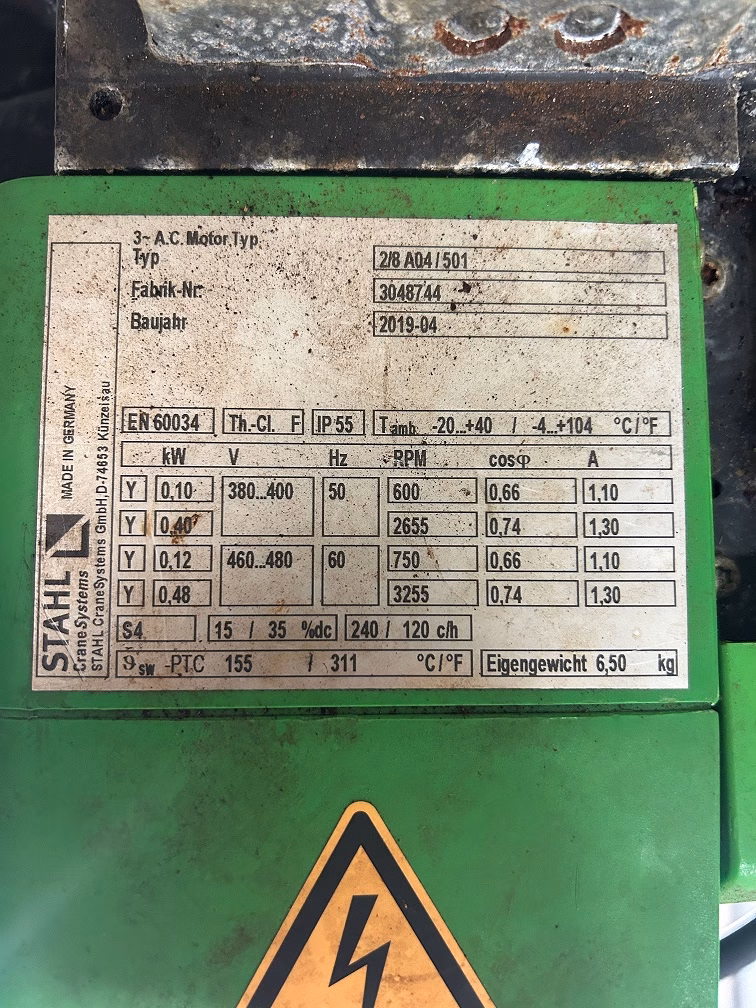 3~ A.C. Motor Typ
Typ 2/8 A04/501
Fabrik-Nr. 3048744
Baujahr 2019-04
EN 60034 Th.-Cl. F IP 55 Tamb. -20...+40 / -4...+104 °C/°F
kW V Hz RPM cosφ A
Y 0,10 380...400 50 600 0,66 1,10
Y 0,40 2655 0,74 1,30
Y 0,12 460...480 60 750 0,66 1,10
Y 0,48 3255 0,74 1,30
S4 15 / 35 %dc 240 / 120 c/h
ϑsw -PTC 155 / 311 °C/°F Eigengewicht 6,50 kg
STAHL
CraneSystems
MADE IN GERMANY
STAHL CraneSystems GmbH,D-74653 Künzelsau